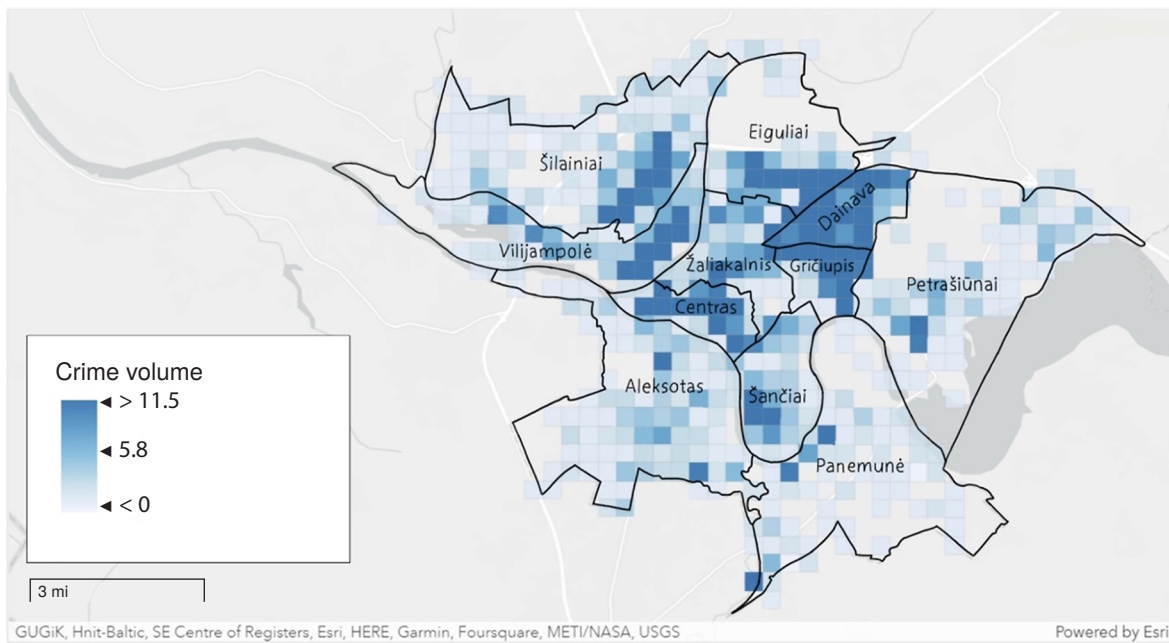 Eiguliai
Šilainiai
Dainava
Vilijampolė
Žaliakalnis
Gričiupis
Petrašiūnai
Centras
Crime volume
> 11.5
5.8
< 0
Aleksotas
Šančiai
Panemunė
3 mi
GUGiK, Hnit-Baltic, SE Centre of Registers, Esri, HERE, Garmin, Foursquare, METI/NASA, USGS
Powered by Esri